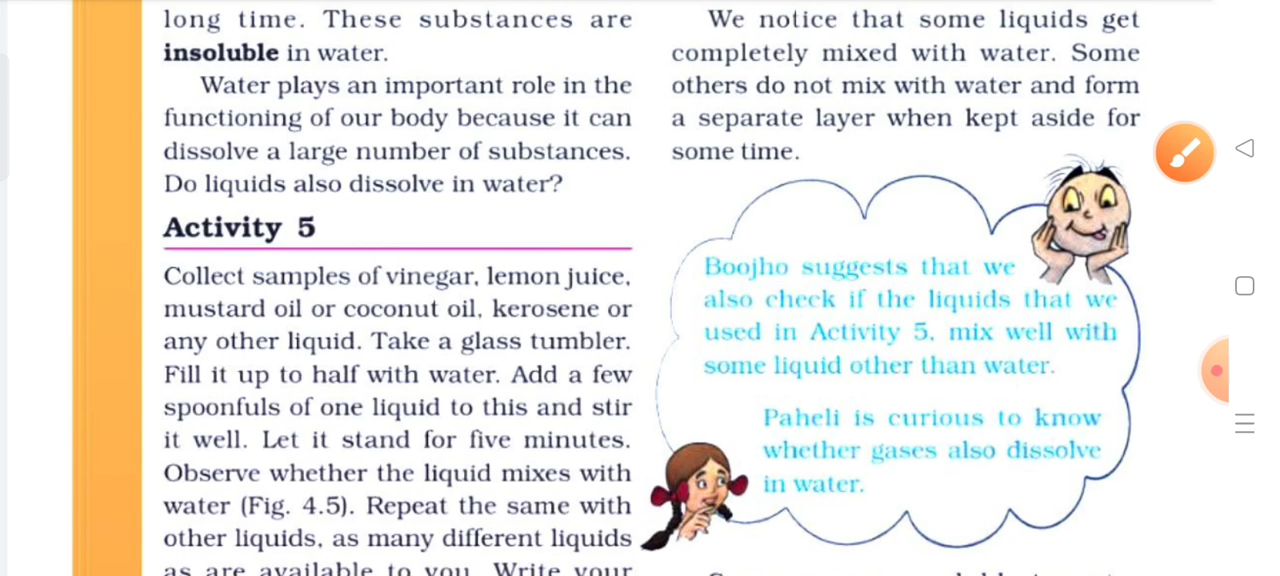 long time. These substances are
insoluble in water.
Water plays an important role in the
functioning of our body because it can
dissolve a large number of substances.
Do liquids also dissolve in water?
Activity 5
Collect samples of vinegar, lemon juice,
mustard oil or coconut oil, kerosene or
any other liquid. Take a glass tumbler.
Fill it up to half with water. Add a few
spoonfuls of one liquid to this and stir
it well. Let it stand for five minutes.
Observe whether the liquid mixes with
water (Fig. 4.5). Repeat the same with
other liquids, as many different liquids
as are available to you. Write your
We notice that some liquids get
completely mixed with water. Some
others do not mix with water and form
a separate layer when kept aside for
some time.
Boojho suggests that we
also check if the liquids that we
used in Activity 5, mix well with
some liquid other than water.
Paheli is curious to know
whether gases also dissolve
in water.